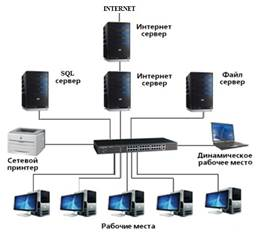 INTERNET
Интернет
сервер
SQL
сервер
Интернет
сервер
Файл
сервер
Сетевой
принтер
Динамическое
рабочее место
Рабочие места